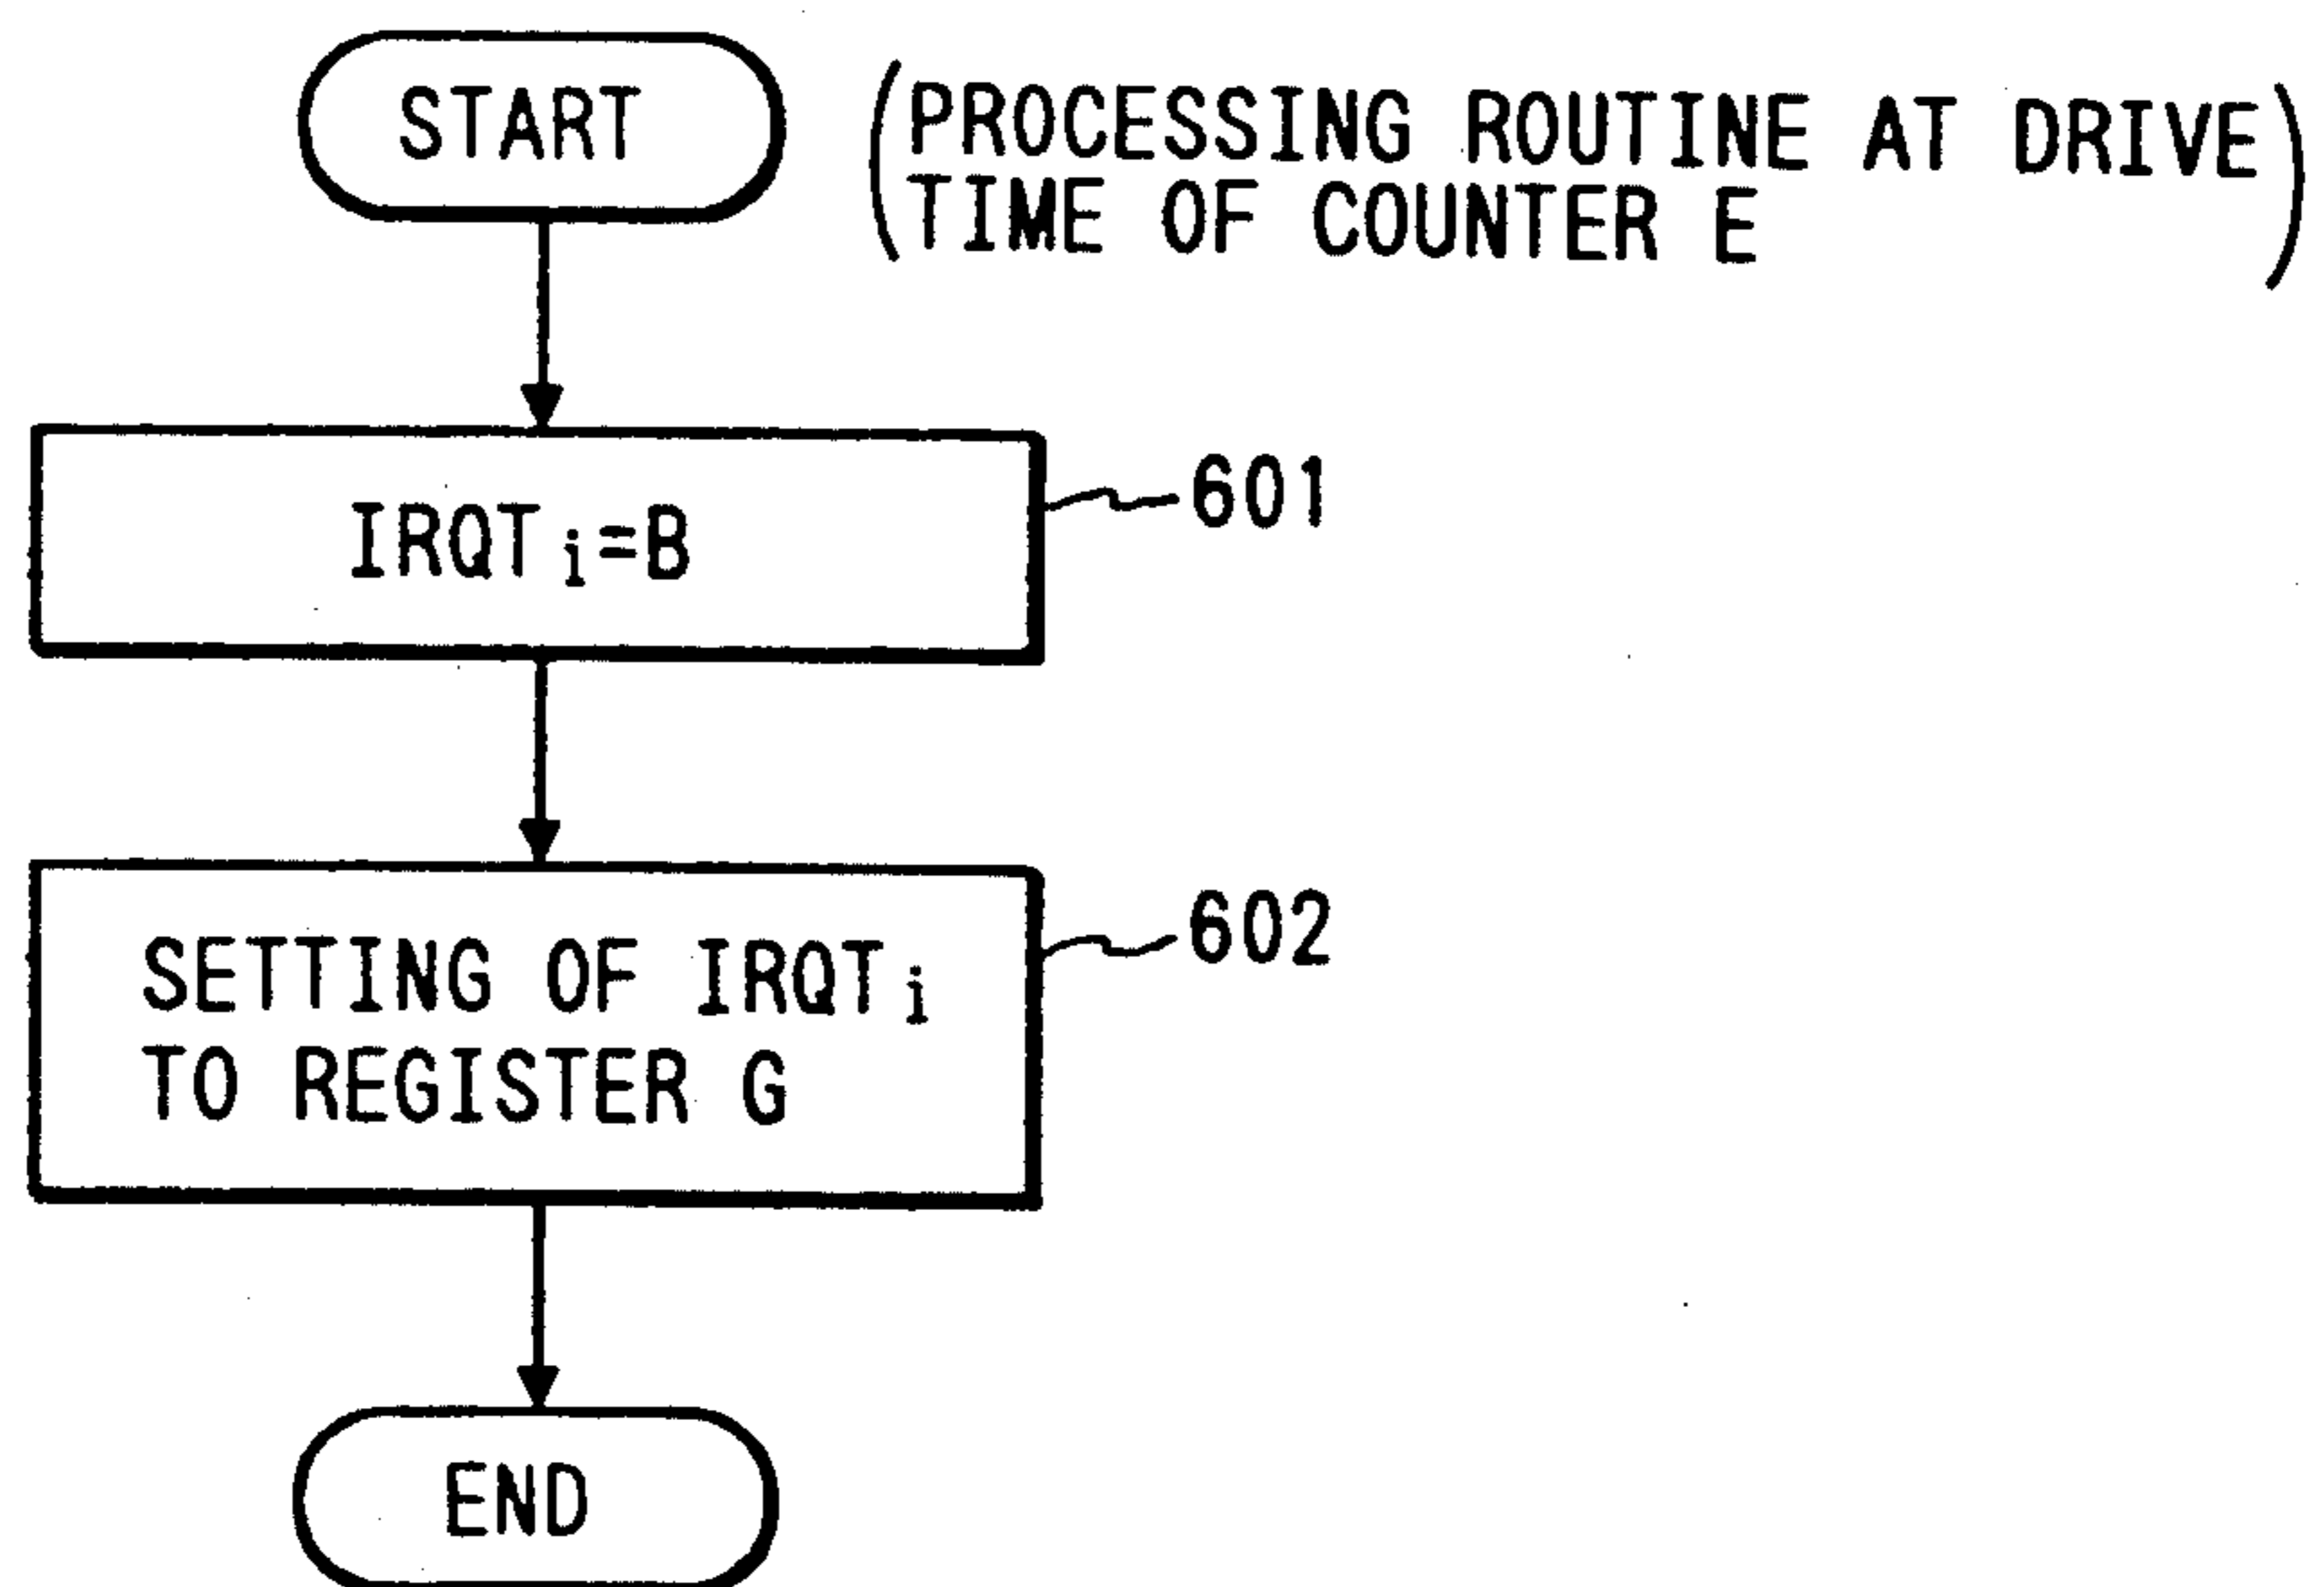 START
(PROCESSING ROUTINE AT DRIVE
TIME OF COUNTER E)
IRQTi=B
601
SETTING OF IRQTi
TO REGISTER G
602
END